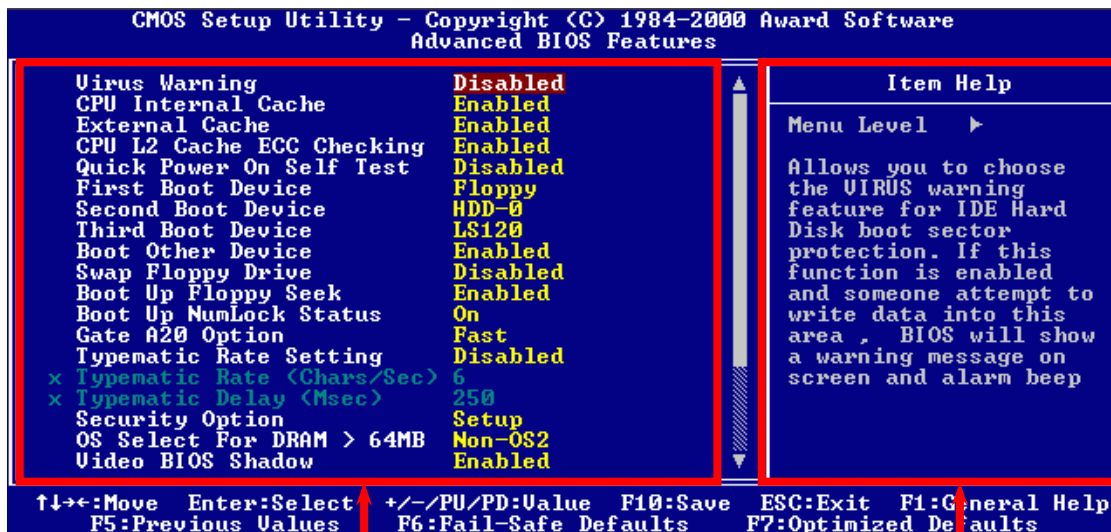 CMOS Setup Utility - Copyright (C) 1984-2000 Award Software
Advanced BIOS Features
Virus Warning Disabled
CPU Internal Cache Enabled
External Cache Enabled
CPU L2 Cache ECC Checking Enabled
Quick Power On Self Test Disabled
First Boot Device Floppy
Second Boot Device HDD-0
Third Boot Device LS120
Boot Other Device Enabled
Swap Floppy Drive Disabled
Boot Up Floppy Seek Enabled
Boot Up NumLock Status On
Gate A20 Option Fast
Typematic Rate Setting Disabled
x Typematic Rate (Chars/Sec) 6
x Typematic Delay (Msec) 250
Security Option Setup
OS Select For DRAM > 64MB Non-OS2
Video BIOS Shadow Enabled
Item Help
Menu Level ►
Allows you to choose
the VIRUS warning
feature for IDE Hard
Disk boot sector
protection. If this
function is enabled
and someone attempt to
write data into this
area , BIOS will show
a warning message on
screen and alarm beep
↑↓→←:Move Enter:Select +/-/PU/PD:Value F10:Save ESC:Exit F1:General Help
F5:Previous Values F6:Fail-Safe Defaults F7:Optimized Defaults